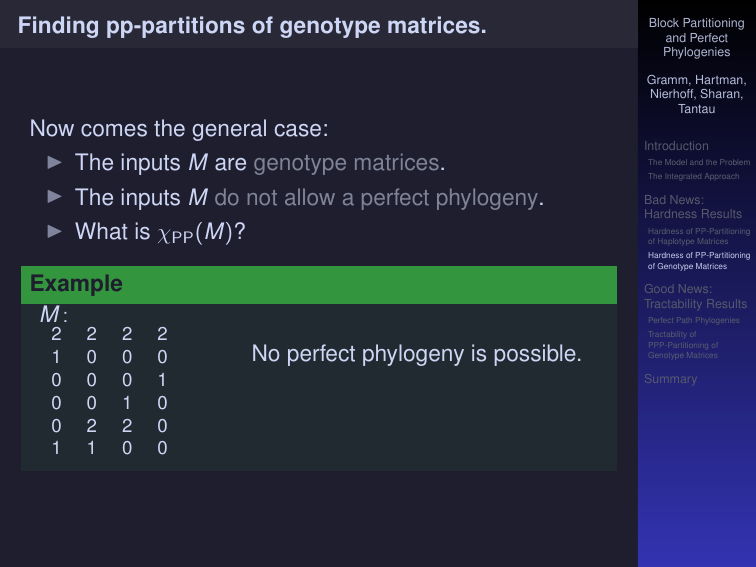 Finding pp-partitions of genotype matrices.
Now comes the general case:
▶ The inputs M are genotype matrices.
▶ The inputs M do not allow a perfect phylogeny.
▶ What is χPP(M)?
Example
M :
2 2 2 2
1 0 0 0
0 0 0 1
0 0 1 0
0 2 2 0
1 1 0 0
No perfect phylogeny is possible.
Block Partitioning
and Perfect
Phylogenies
Gramm, Hartman,
Nierhoff, Sharan,
Tantau
Introduction
The Model and the Problem
The Integrated Approach
Bad News:
Hardness Results
Hardness of PP-Partitioning
of Haplotype Matrices
Hardness of PP-Partitioning
of Genotype Matrices
Good News:
Tractability Results
Perfect Path Phylogenies
Tractability of
PPP-Partitioning of
Genotype Matrices
Summary